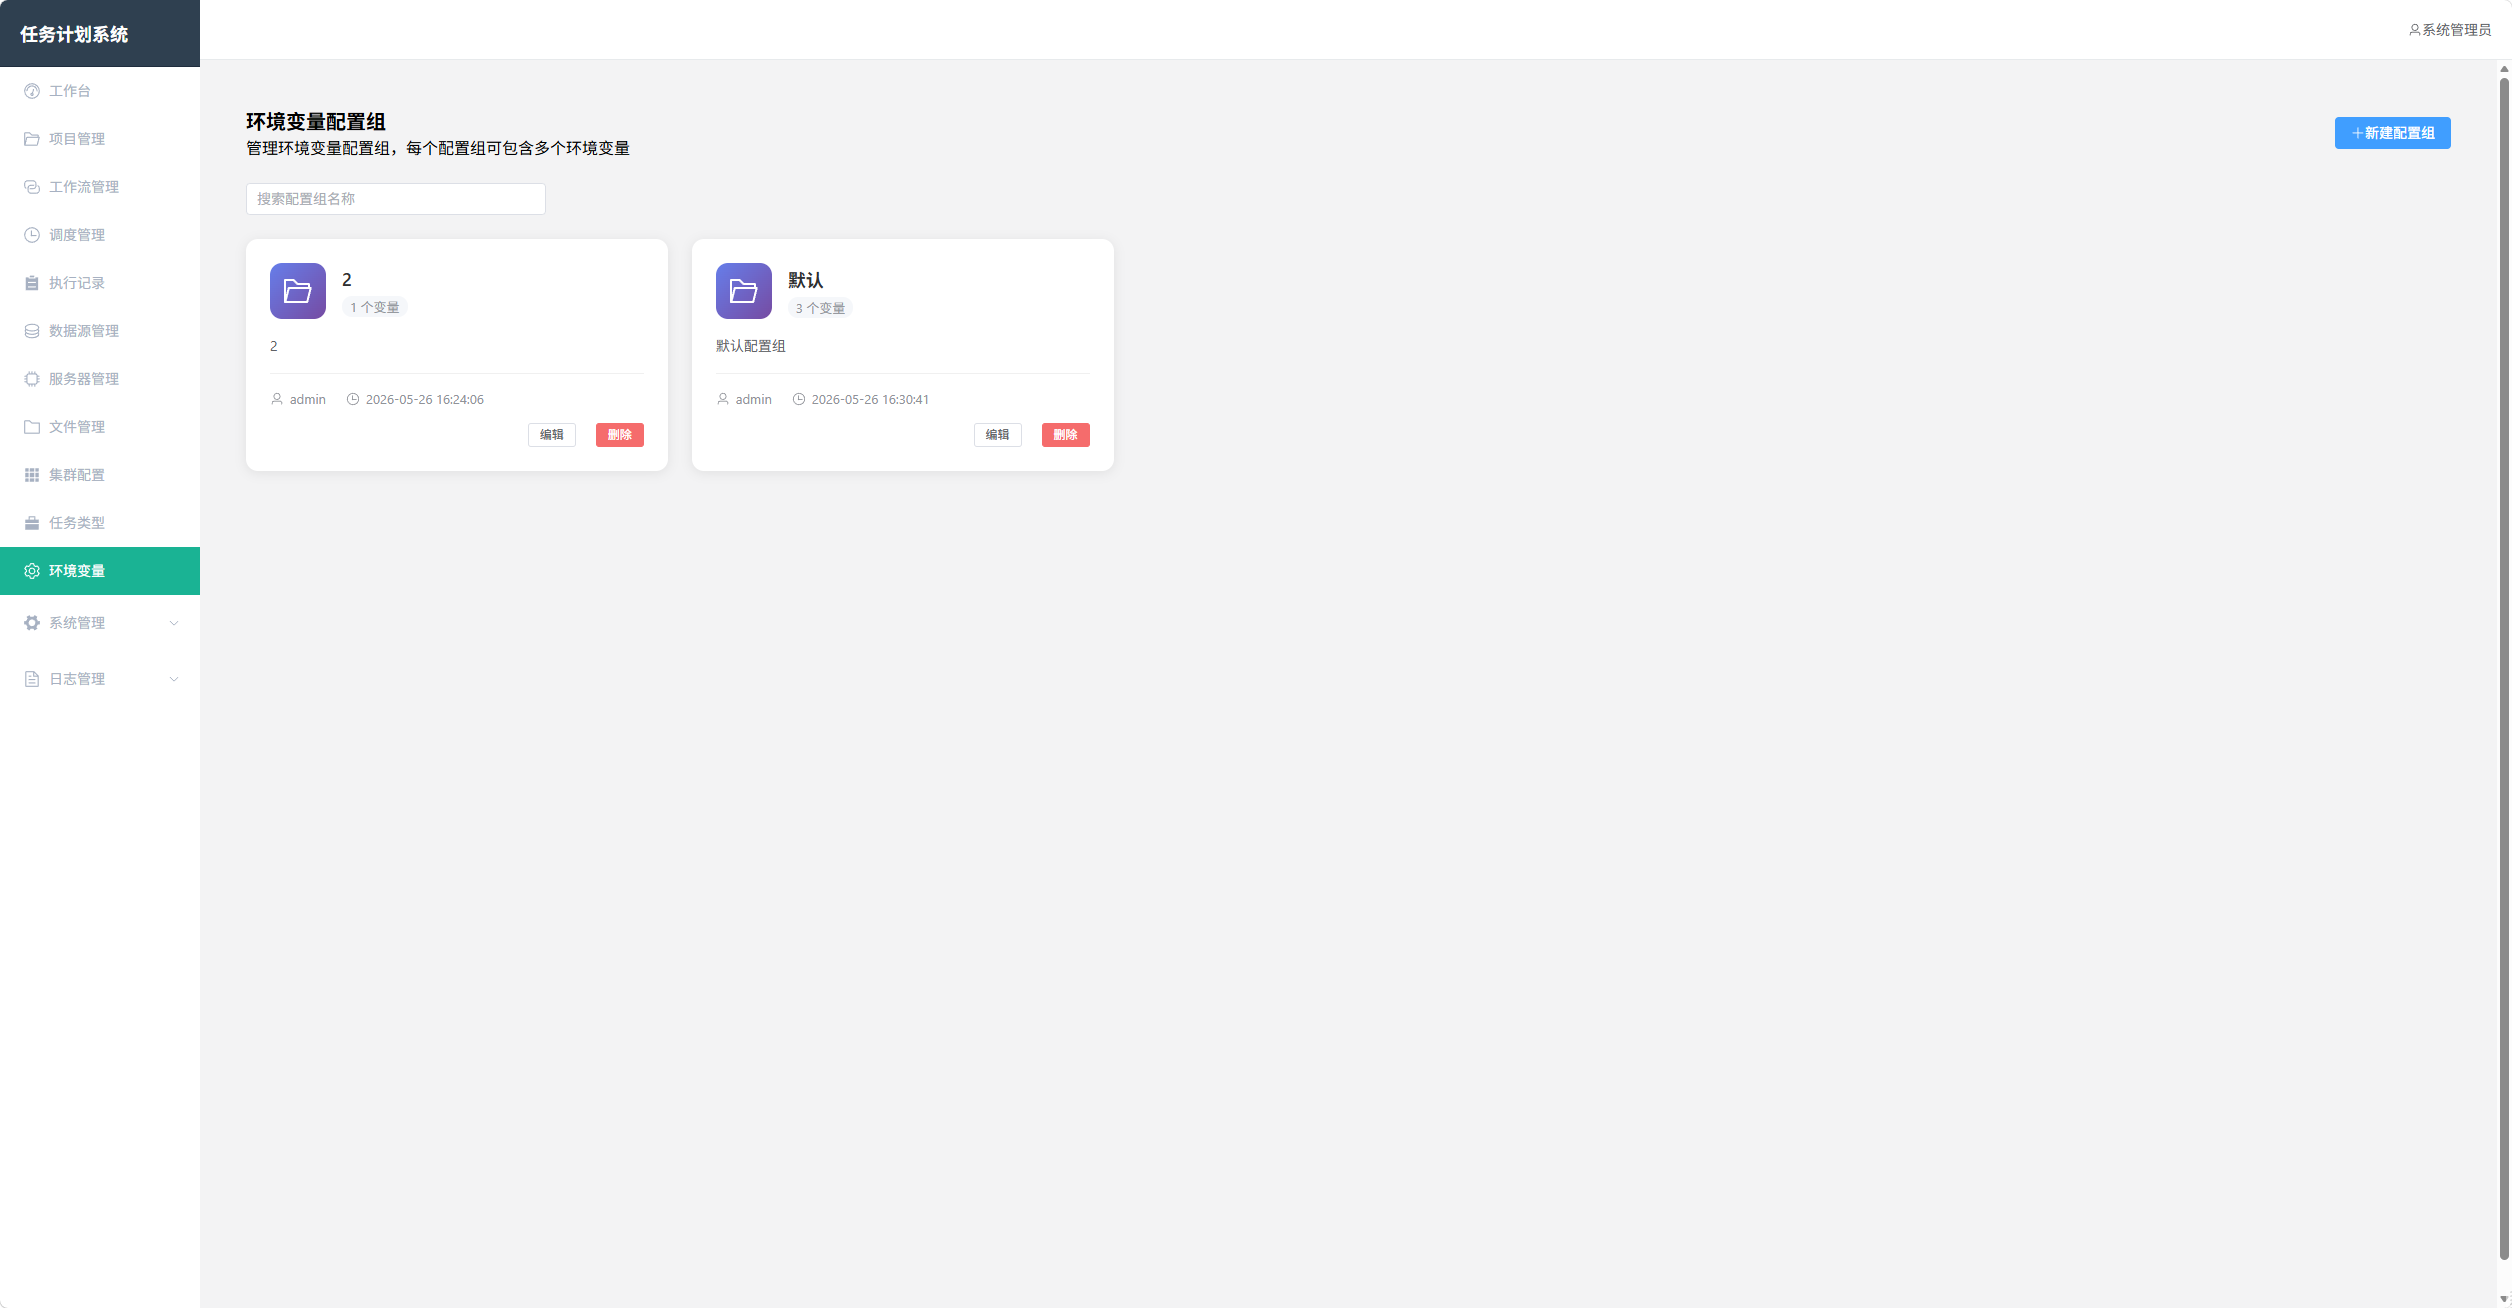 任务计划系统
系统管理员
工作台
项目管理
工作流管理
调度管理
执行记录
数据源管理
服务器管理
文件管理
集群配置
任务类型
环境变量
系统管理
日志管理
环境变量配置组
管理环境变量配置组，每个配置组可包含多个环境变量
新建配置组
搜索配置组名称
2
1 个变量
2
admin 2026-05-26 16:24:06
编辑 删除
默认
3 个变量
默认配置组
admin 2026-05-26 16:30:41
编辑 删除